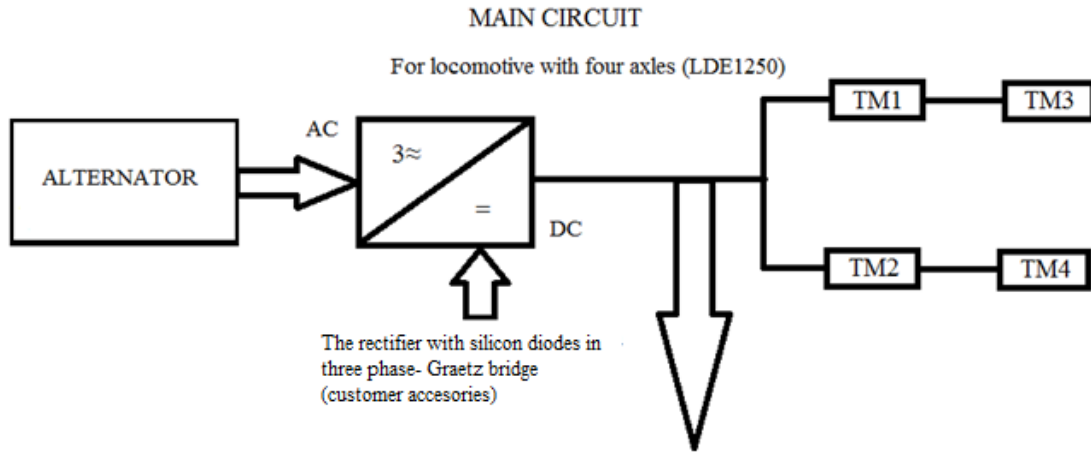 MAIN CIRCUIT
For locomotive with four axles (LDE1250)
TM1
TM3
AC
3≈
ALTERNATOR
=
DC
TM2
TM4
The rectifier with silicon diodes in
three phase- Graetz bridge
(customer accesories)